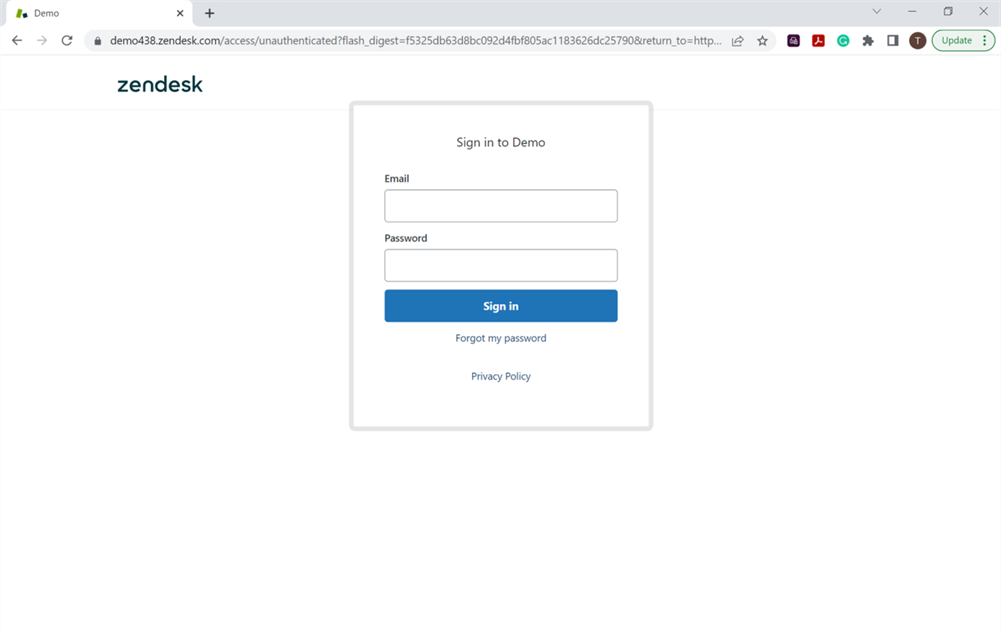 Demo
demo438.zendesk.com/access/unauthenticated?flash_digest=f5325db63d8bc092d4fbf805ac1183626dc25790&return_to=http...
T
Update
zendesk
Sign in to Demo
Email
Password
Sign in
Forgot my password
Privacy Policy